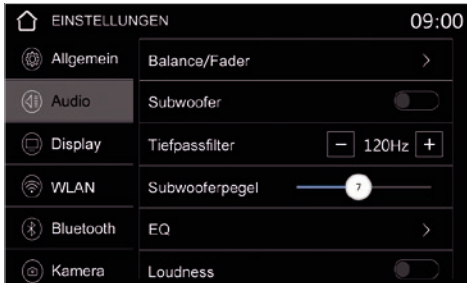 EINSTELLUNGEN 09:00
Allgemein Balance/Fader >
Audio Subwoofer
Display Tiefpassfilter − 120Hz +
WLAN Subwooferpegel 7
Bluetooth EQ >
Kamera Loudness